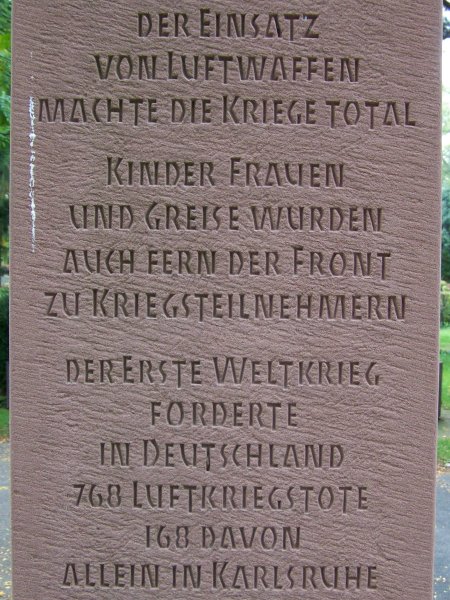 DER EINSATZ
VON LUFTWAFFEN
MACHTE DIE KRIEGE TOTAL
KINDER FRAUEN
UND GREISE WURDEN
AUCH FERN DER FRONT
ZU KRIEGSTEILNEHMERN
DER ERSTE WELTKRIEG
FORDERTE
IN DEUTSCHLAND
768 LUFTKRIEGSTOTE
168 DAVON
ALLEIN IN KARLSRUHE